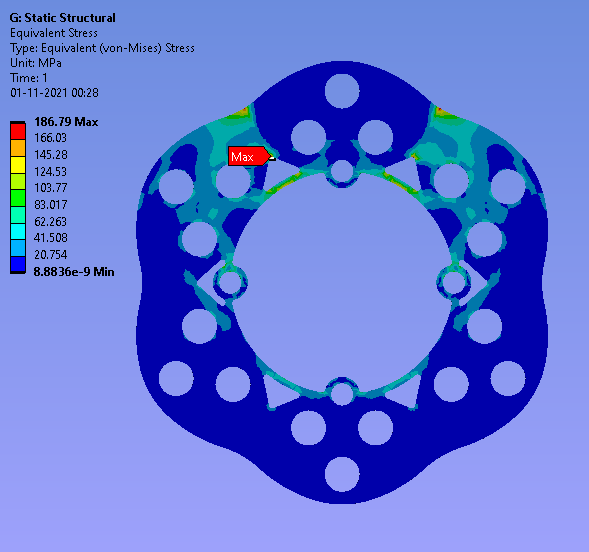 G: Static Structural
Equivalent Stress
Type: Equivalent (von-Mises) Stress
Unit: MPa
Time: 1
01-11-2021 00:28
186.79 Max
166.03
145.28
124.53
103.77
83.017
62.263
41.508
20.754
8.8836e-9 Min
Max